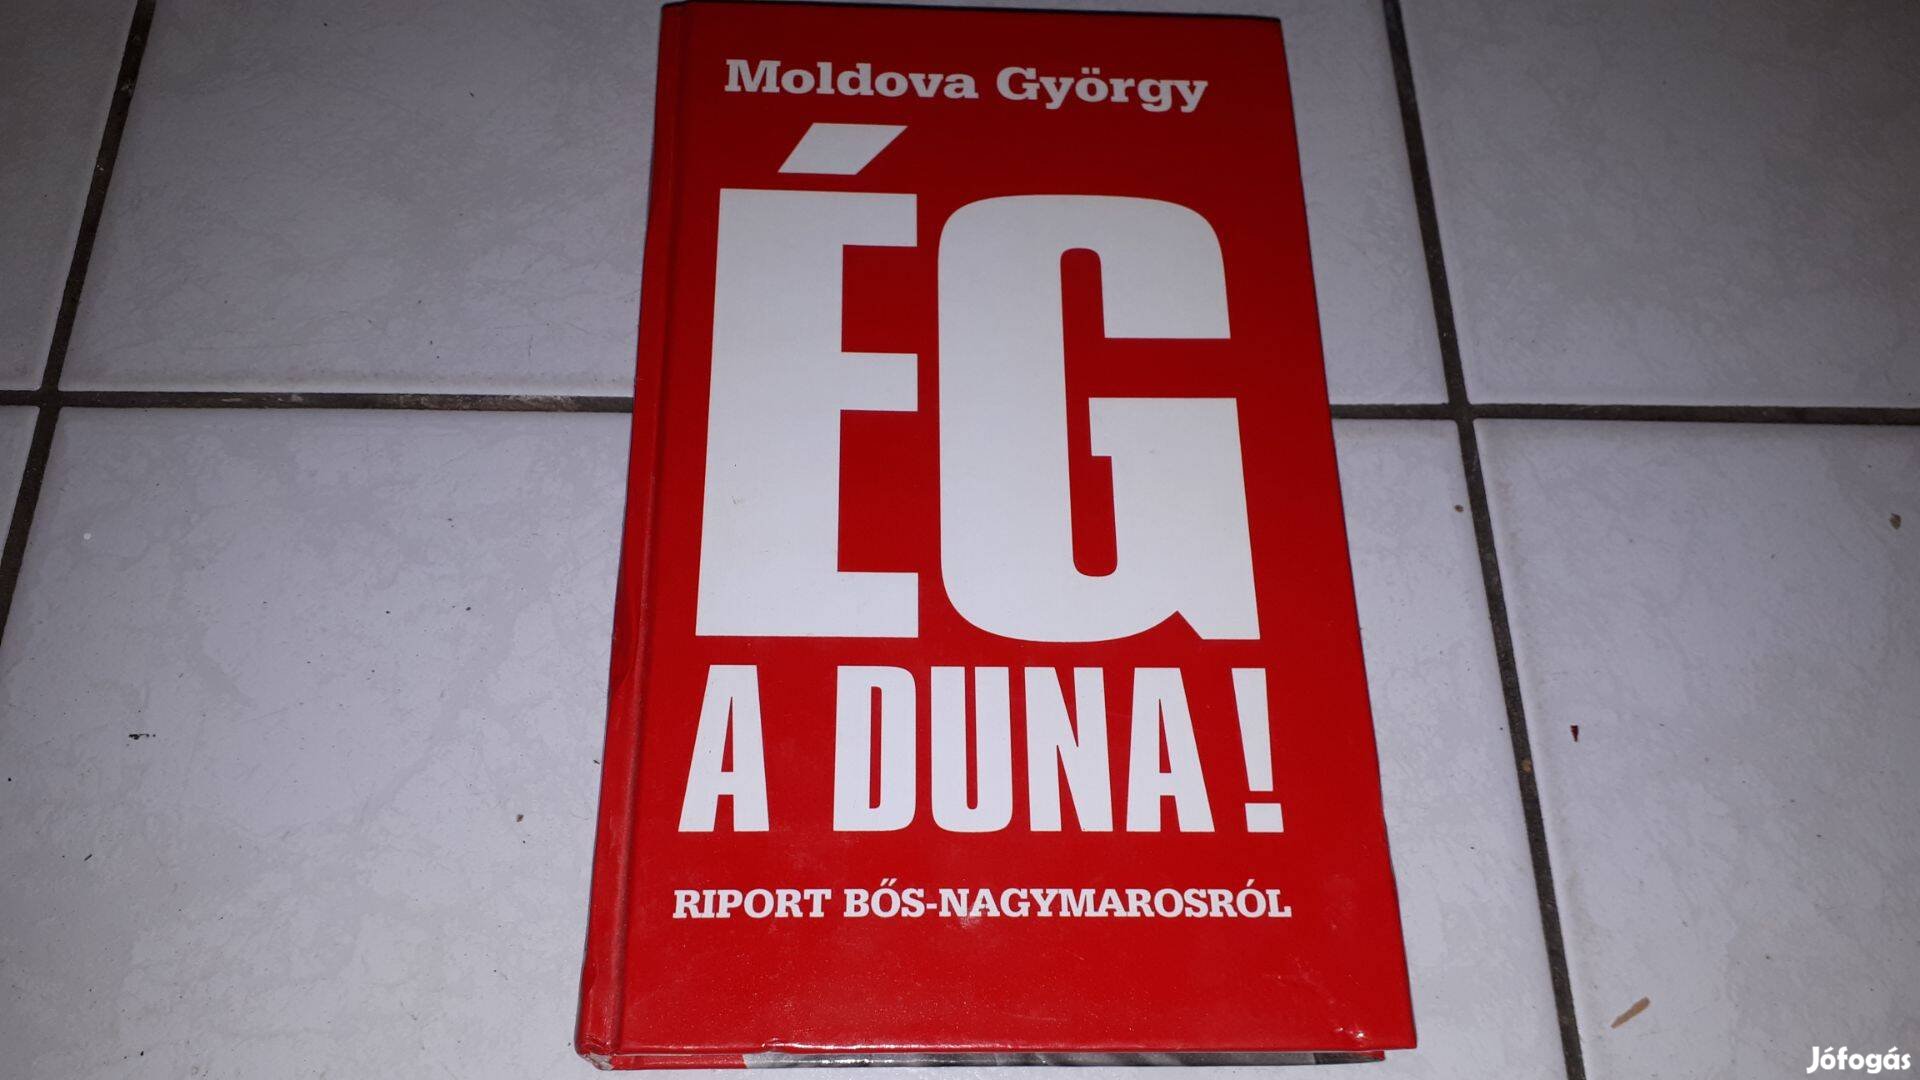 Moldova György
ÉG
A DUNA!
RIPORT BŐS-NAGYMAROSRÓL
Jófogás